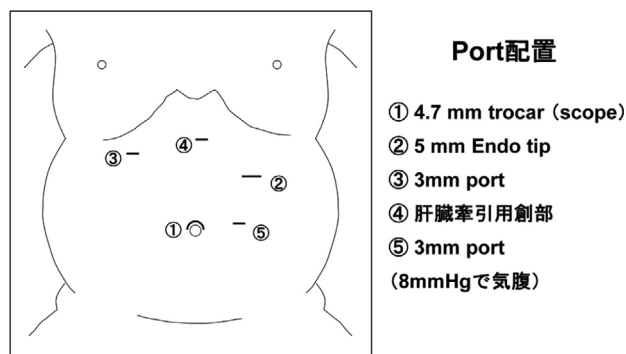 Port配置
① 4.7 mm trocar（scope）
② 5 mm Endo tip
③ 3mm port
④ 肝臓牽引用創部
⑤ 3mm port
（8mmHgで気腹）
④
③
②
①
⑤